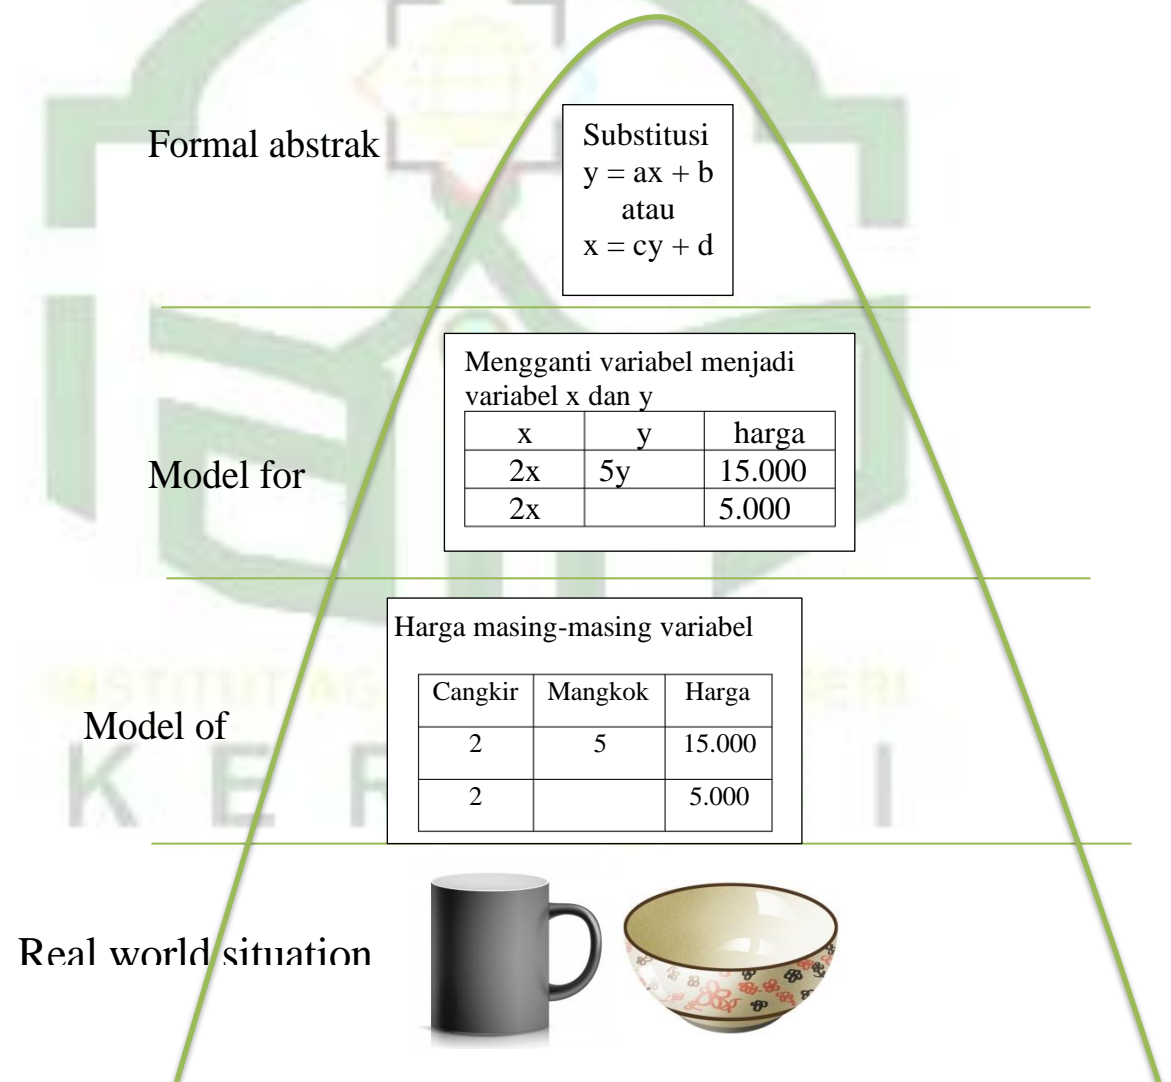 Formal abstrak
Substitusi
y = ax + b
atau
x = cy + d
Model for
Mengganti variabel menjadi
variabel x dan y
x y harga
2x 5y 15.000
2x 5.000
Model of
Harga masing-masing variabel
Cangkir Mangkok Harga
2 5 15.000
2 5.000
Real world situation